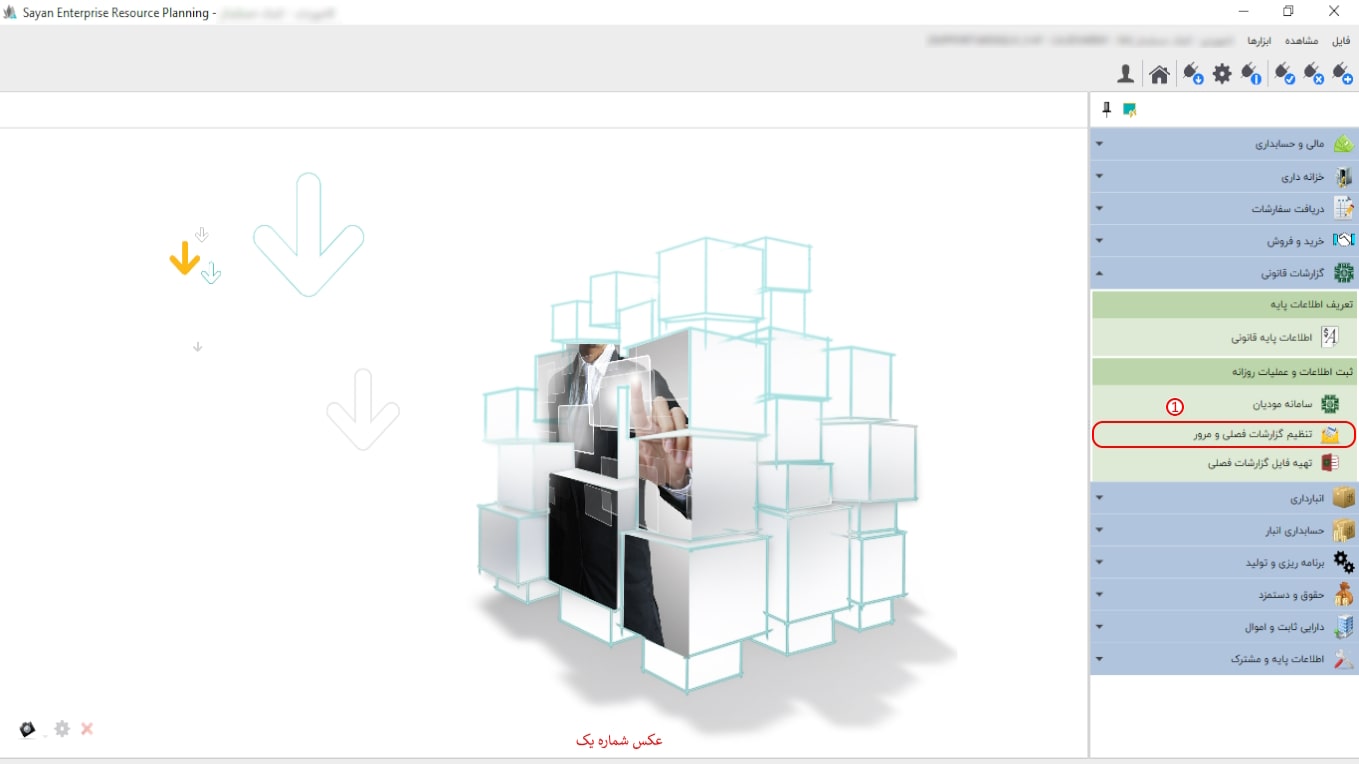 Sayan Enterprise Resource Planning -
فایل مشاهده ابزارها
مالی و حسابداری
خزانه داری
دریافت سفارشات
خرید و فروش
گزارشات قانونی
تعریف اطلاعات پایه
اطلاعات پایه قانونی
ثبت اطلاعات و عملیات روزانه
سامانه مودیان
1
تنظیم گزارشات فصلی و مرور
تهیه فایل گزارشات فصلی
انبارداری
حسابداری انبار
برنامه ریزی و تولید
حقوق و دستمزد
دارایی ثابت و اموال
اطلاعات پایه و مشترک
عکس شماره یک